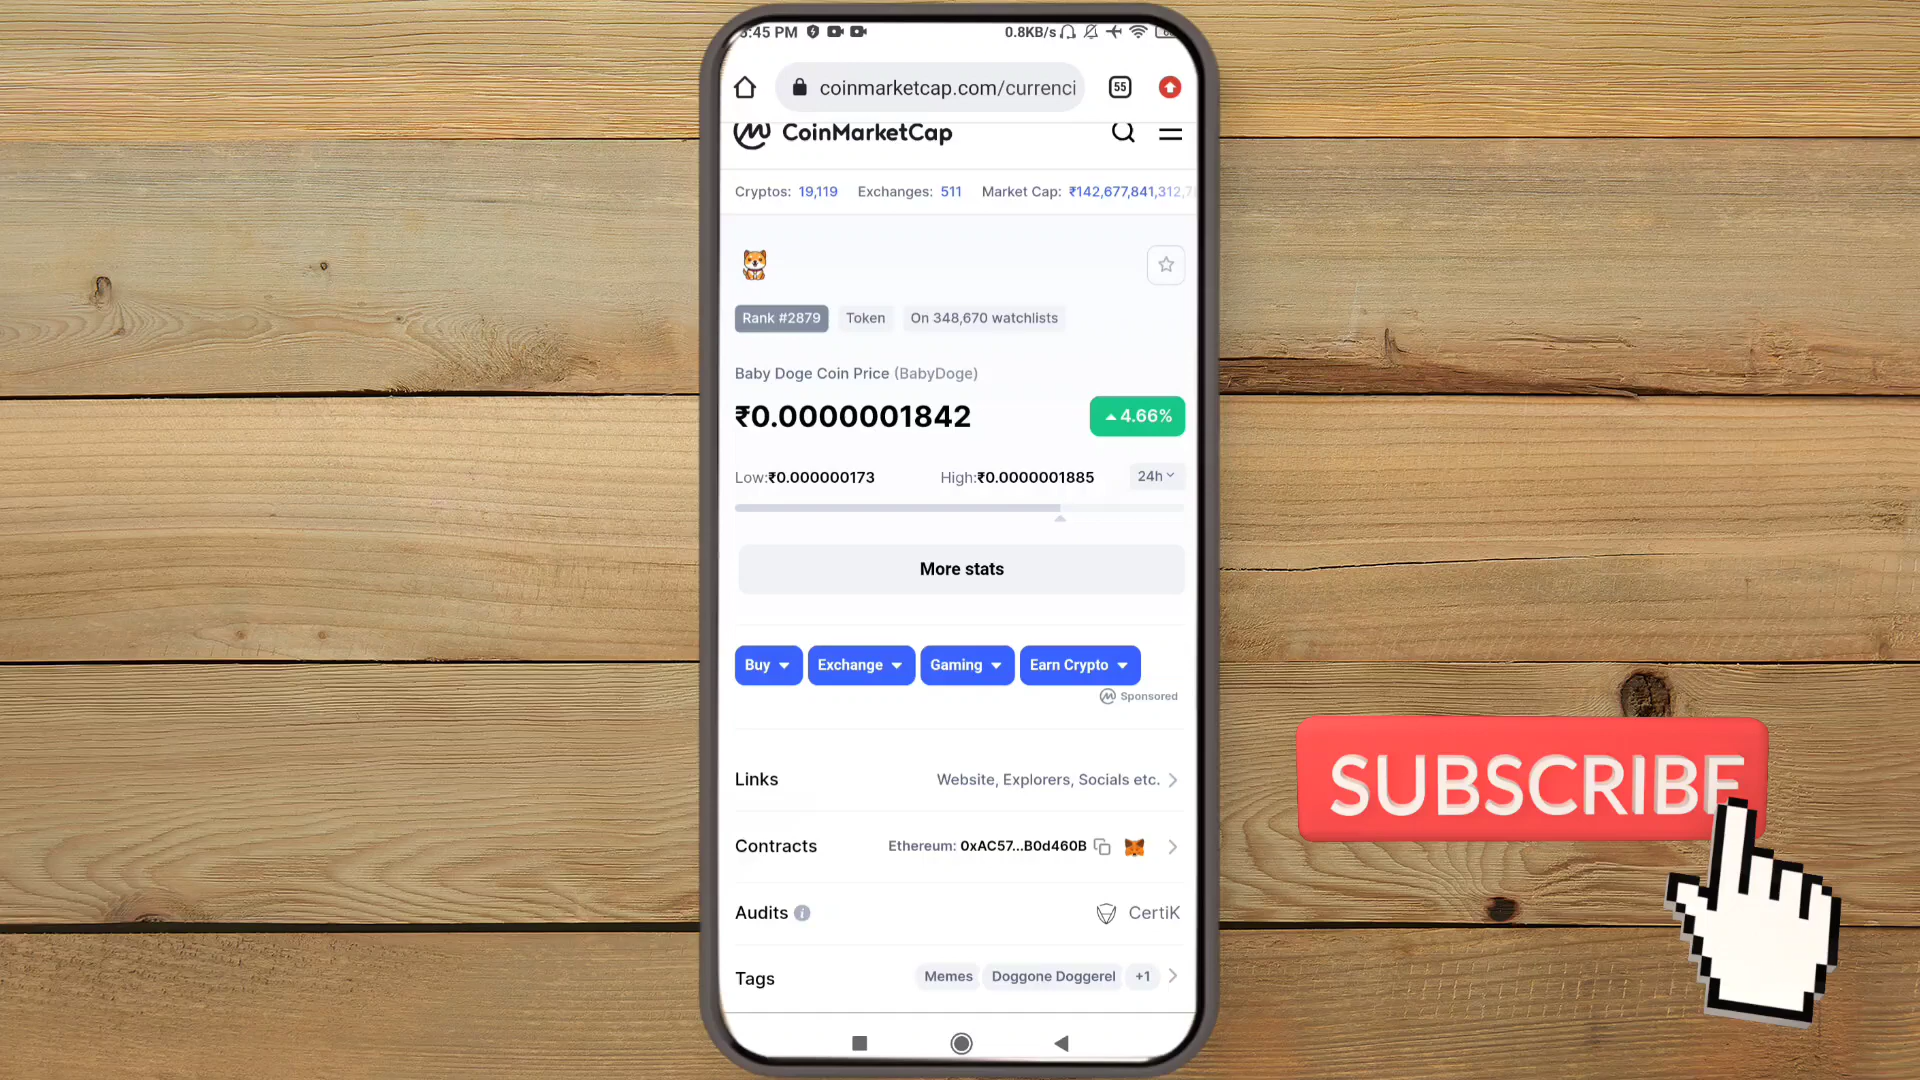 :45 PM 0.8KB/s
coinmarketcap.com/currenci 55
CoinMarketCap
Cryptos: 19,119 Exchanges: 511 Market Cap: ₹142,677,841,312,7
Rank #2879 Token On 348,670 watchlists
Baby Doge Coin Price (BabyDoge)
₹0.0000001842 4.66%
Low:₹0.000000173 High:₹0.0000001885 24h
More stats
Buy Exchange Gaming Earn Crypto
Sponsored
Links Website, Explorers, Socials etc.
Contracts Ethereum: 0xAC57...B0d460B
Audits CertiK
Tags Memes Doggone Doggerel +1
SUBSCRIBE